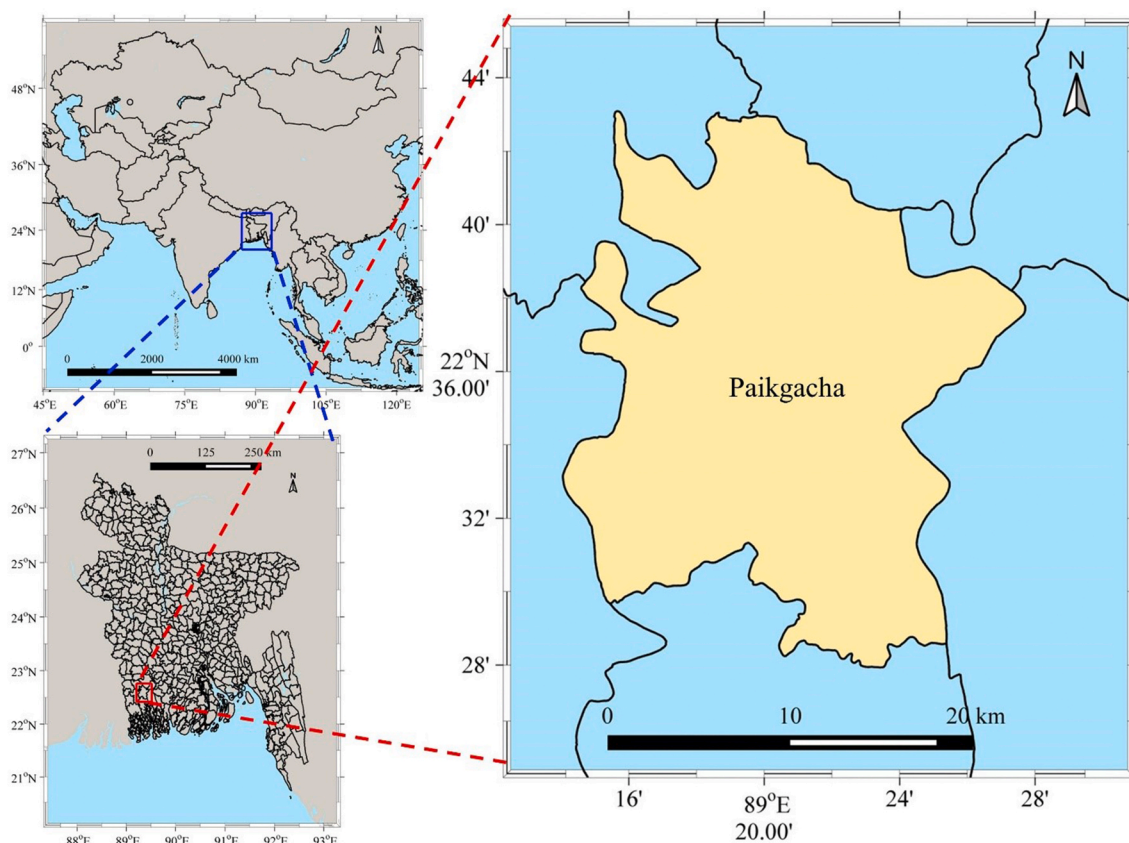 N
48°N
36°N
24°N
12°N
0°
0 2000 4000 km
45°E 60°E 75°E 90°E 105°E 120°E
0 125 250 km
N
27°N
26°N
25°N
24°N
23°N
22°N
21°N
88°E 89°E 90°E 91°E 92°E 93°E
44'
N
40'
22°N
36.00'
Paikgacha
32'
28'
0 10 20 km
16' 89°E 24' 28'
20.00'